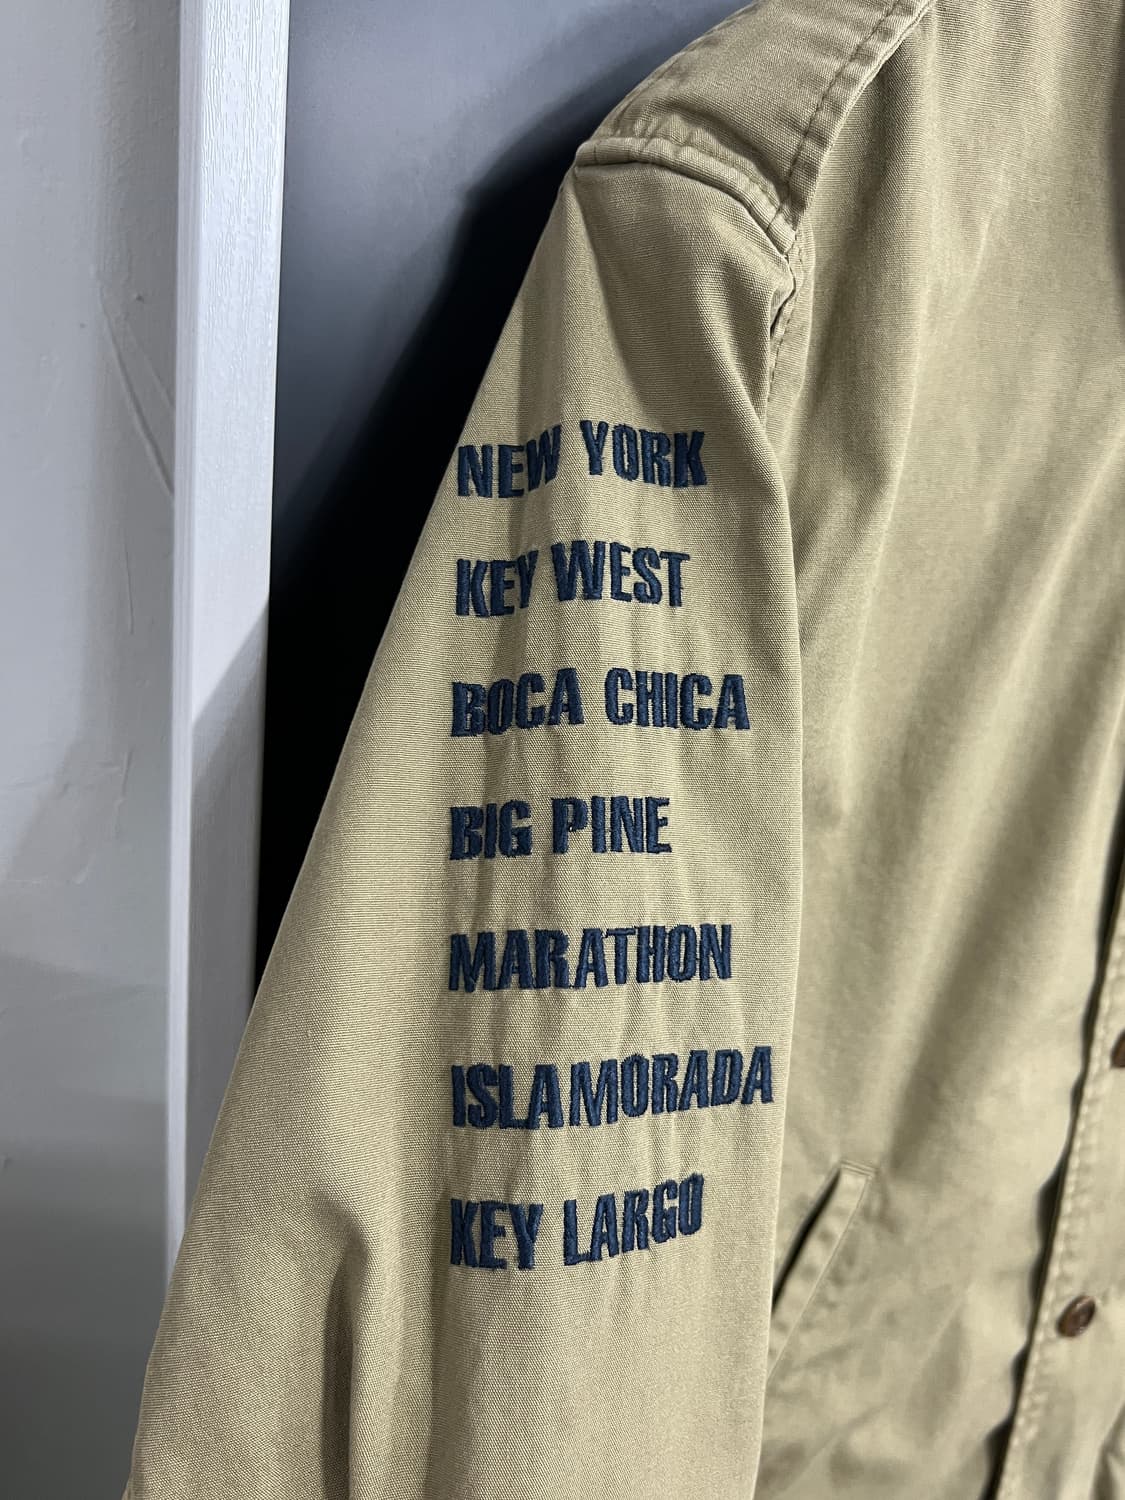 NEW YORK
KEY WEST
BOCA CHICA
BIG PINE
MARATHON
ISLAMORADA
KEY LARGO